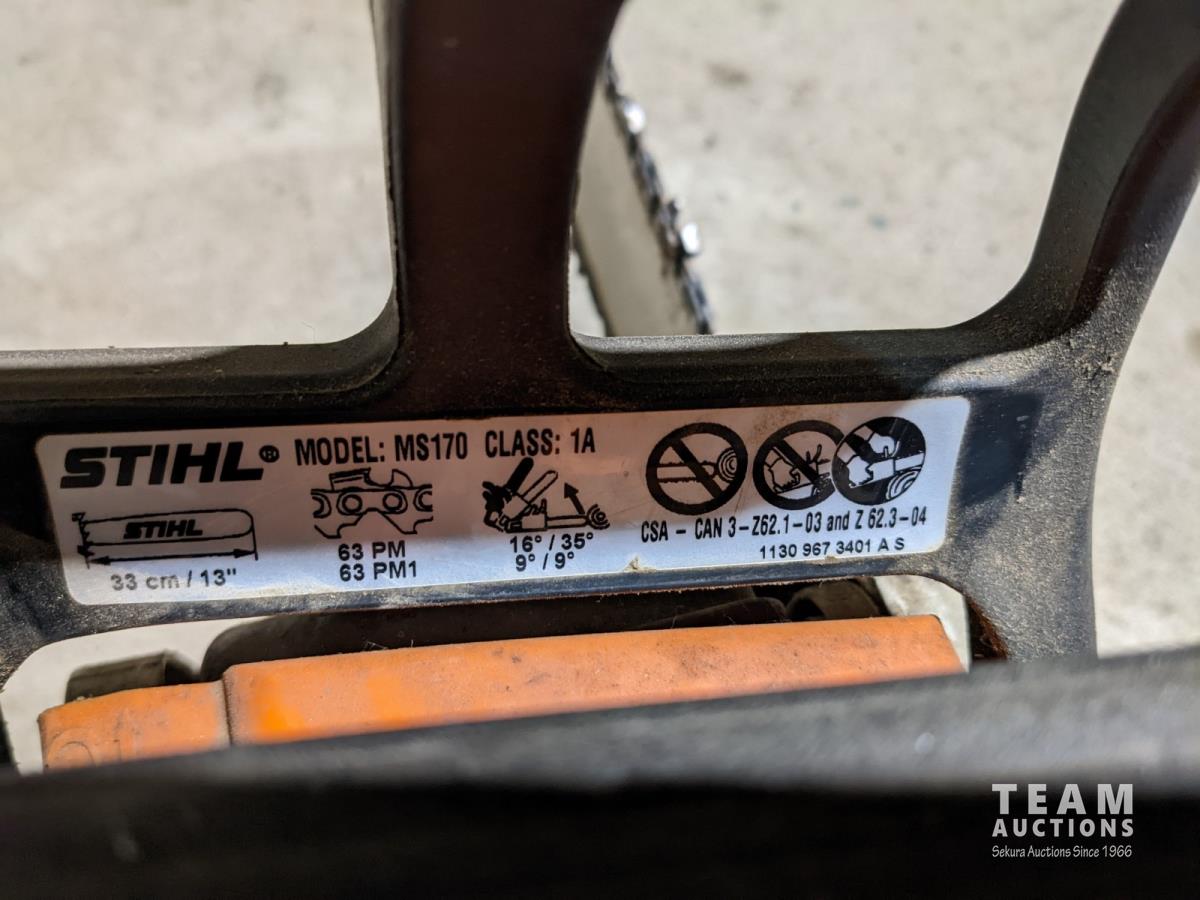 STIHL® MODEL: MS170 CLASS: 1A
STIHL
33 cm / 13"
63 PM
63 PM1
16° / 35°
9° / 9°
CSA - CAN 3-Z62.1-03 and Z 62.3-04
1130 967 3401 A S
TEAM
AUCTIONS
Sekura Auctions Since 1966